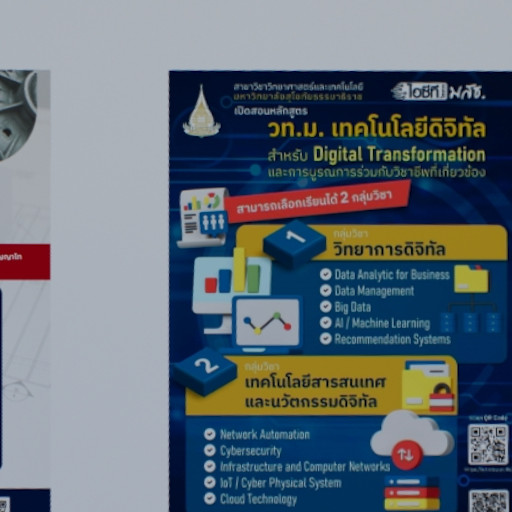 สาขาวิชาวิทยาศาสตร์และเทคโนโลยี
มหาวิทยาลัยสุโขทัยธรรมาธิราช
ไอซีที มสธ.
เปิดสอนหลักสูตร
วท.ม. เทคโนโลยีดิจิทัล
สำหรับ Digital Transformation
และการบูรณาการร่วมกับวิชาชีพที่เกี่ยวข้อง
สามารถเลือกเรียนได้ 2 กลุ่มวิชา
1
กลุ่มวิชา
วิทยาการดิจิทัล
Data Analytic for Business
Data Management
Big Data
AI / Machine Learning
Recommendation Systems
2
กลุ่มวิชา
เทคโนโลยีสารสนเทศ
และนวัตกรรมดิจิทัล
Network Automation
Cybersecurity
Infrastructure and Computer Networks
IoT / Cyber Physical System
Cloud Technology
QR Code